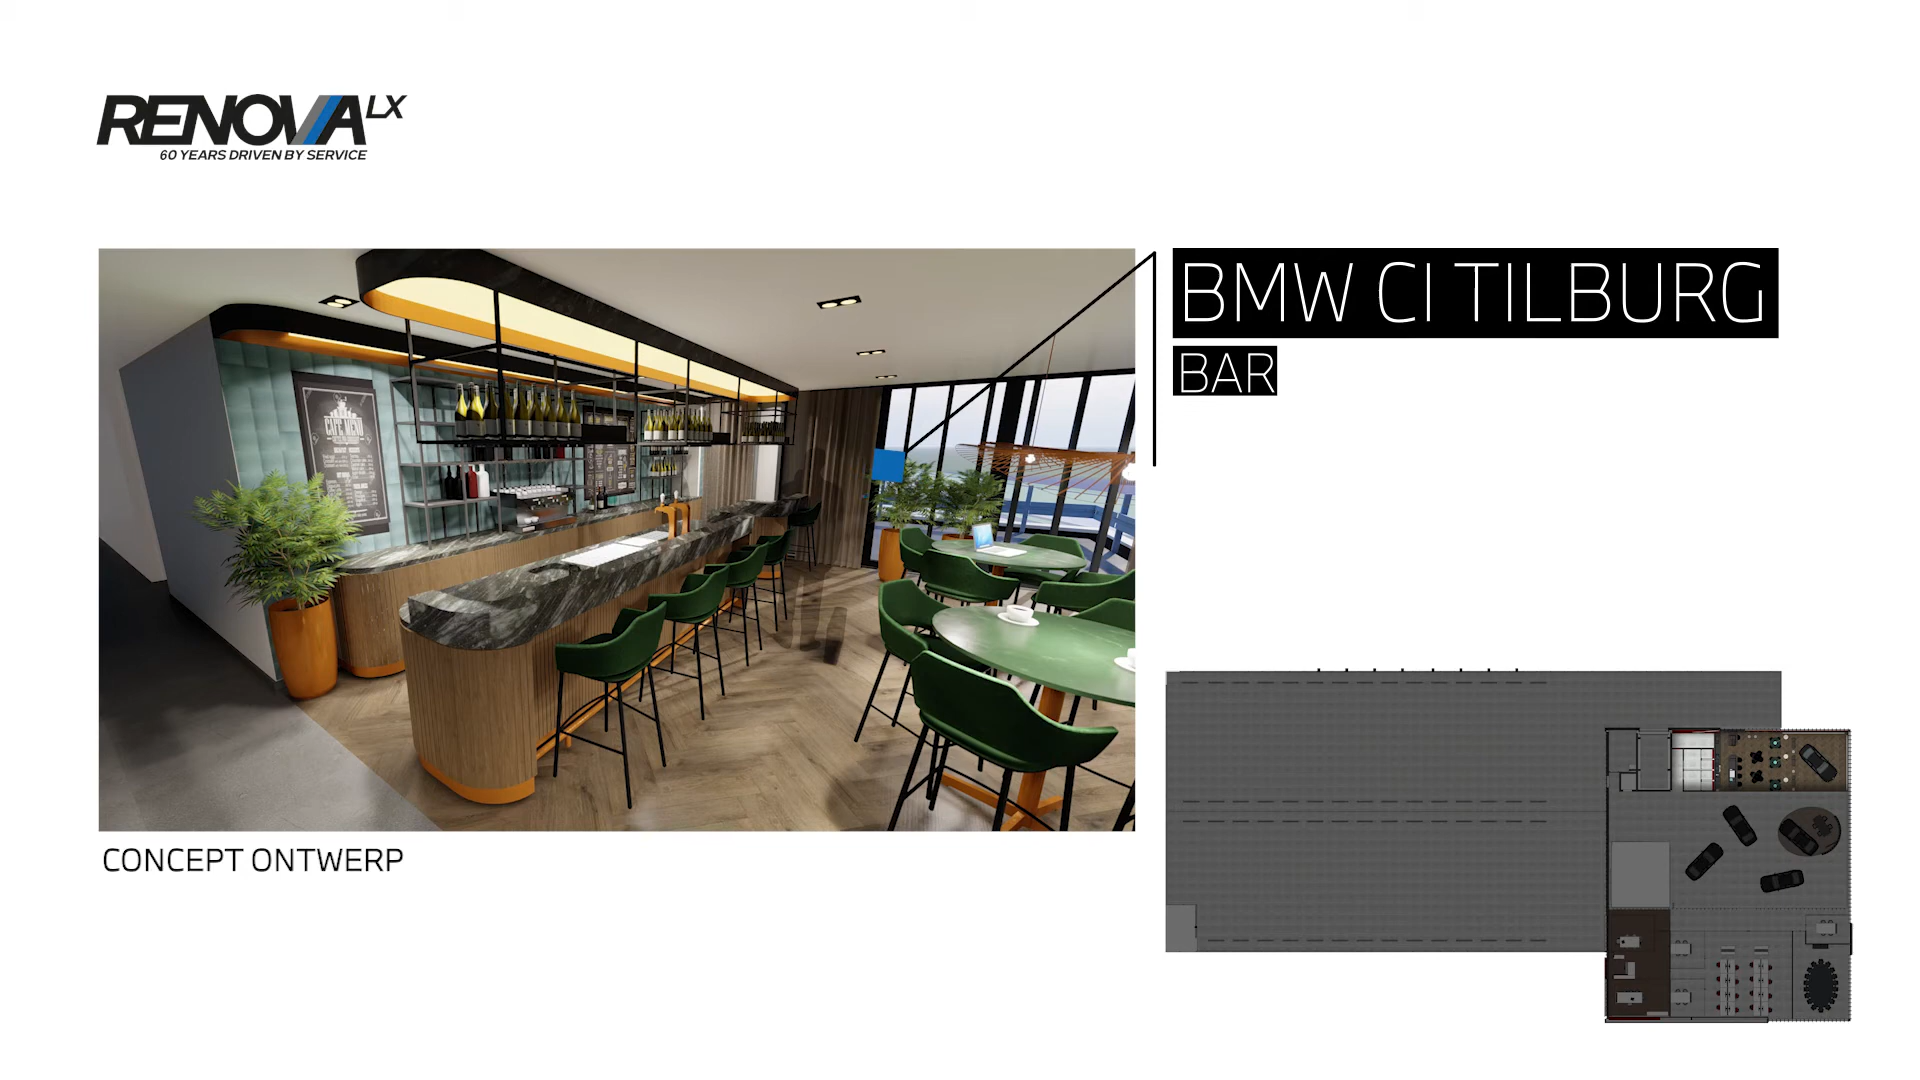 RENOVA LX
60 YEARS DRIVEN BY SERVICE
BMW CI TILBURG
BAR
CAFE MENU
CONCEPT ONTWERP